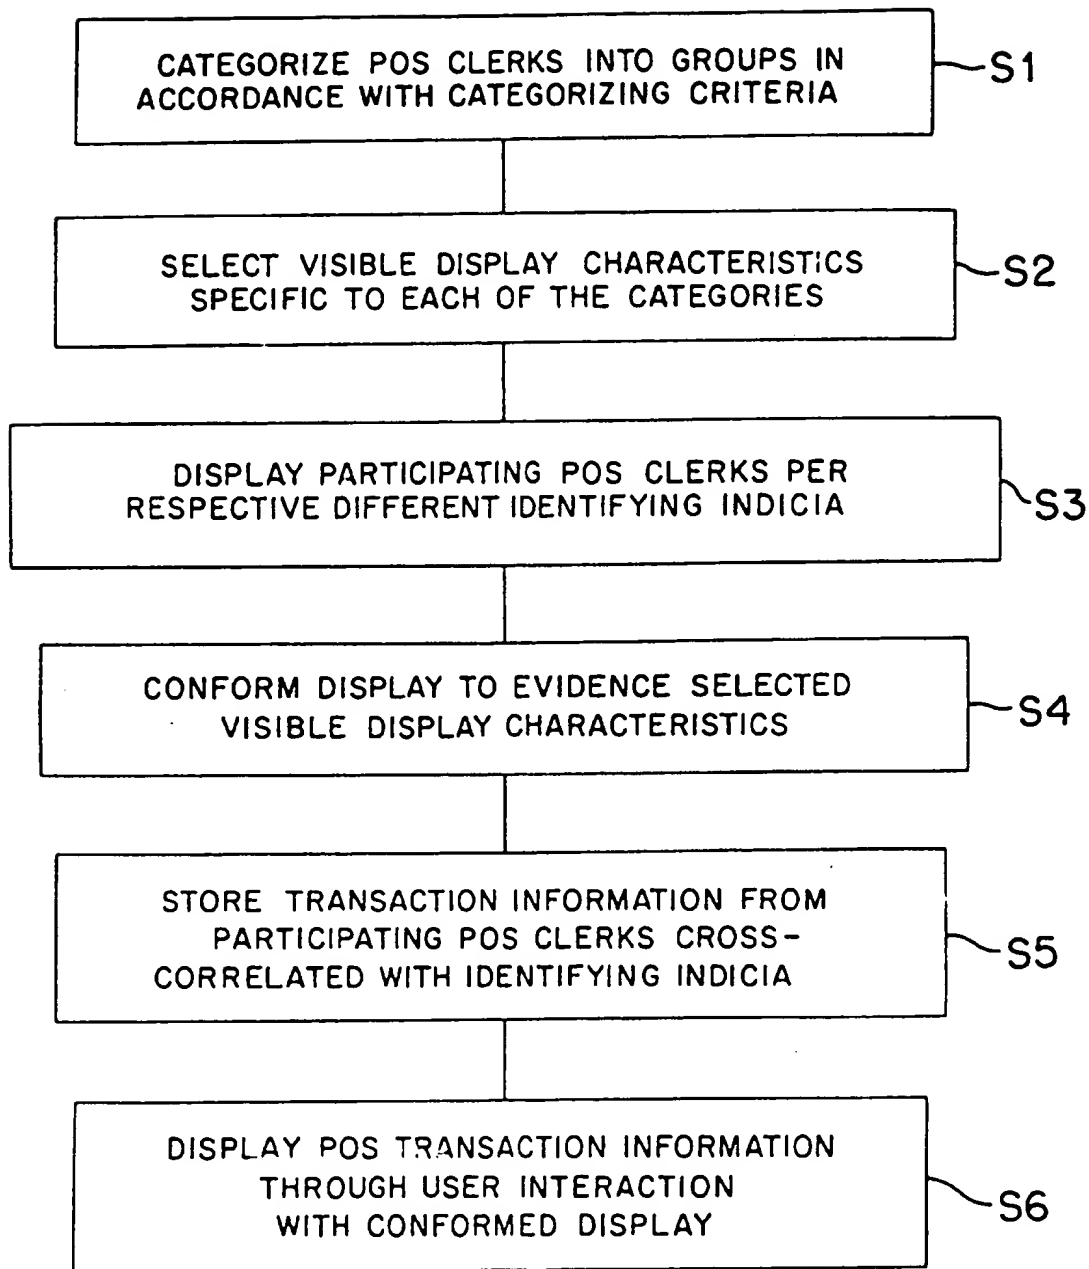 CATEGORIZE POS CLERKS INTO GROUPS IN
ACCORDANCE WITH CATEGORIZING CRITERIA
S1
SELECT VISIBLE DISPLAY CHARACTERISTICS
SPECIFIC TO EACH OF THE CATEGORIES
S2
DISPLAY PARTICIPATING POS CLERKS PER
RESPECTIVE DIFFERENT IDENTIFYING INDICIA
S3
CONFORM DISPLAY TO EVIDENCE SELECTED
VISIBLE DISPLAY CHARACTERISTICS
S4
STORE TRANSACTION INFORMATION FROM
PARTICIPATING POS CLERKS CROSS-
CORRELATED WITH IDENTIFYING INDICIA
S5
DISPLAY POS TRANSACTION INFORMATION
THROUGH USER INTERACTION
WITH CONFORMED DISPLAY
S6